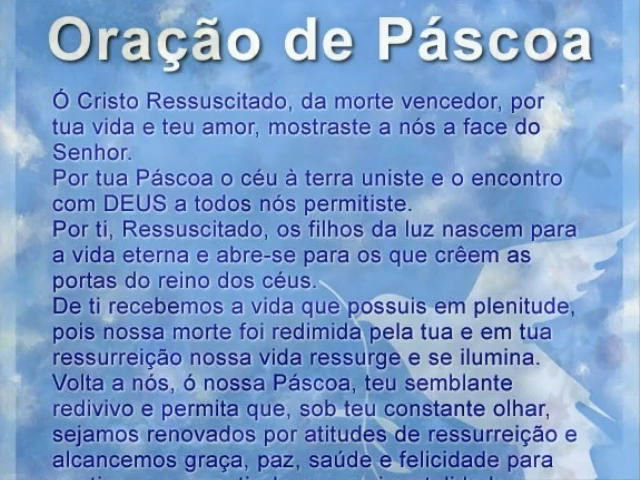 Oração de Páscoa
Ó Cristo Ressuscitado, da morte vencedor, por
tua vida e teu amor, mostraste a nós a face do
Senhor.
Por tua Páscoa o céu à terra uniste e o encontro
com DEUS a todos nós permitiste.
Por ti, Ressuscitado, os filhos da luz nascem para
a vida eterna e abre-se para os que crêem as
portas do reino dos céus.
De ti recebemos a vida que possuis em plenitude,
pois nossa morte foi redimida pela tua e em tua
ressurreição nossa vida ressurge e se ilumina.
Volta a nós, ó nossa Páscoa, teu semblante
redivivo e permita que, sob teu constante olhar,
sejamos renovados por atitudes de ressurreição e
alcancemos graça, paz, saúde e felicidade para